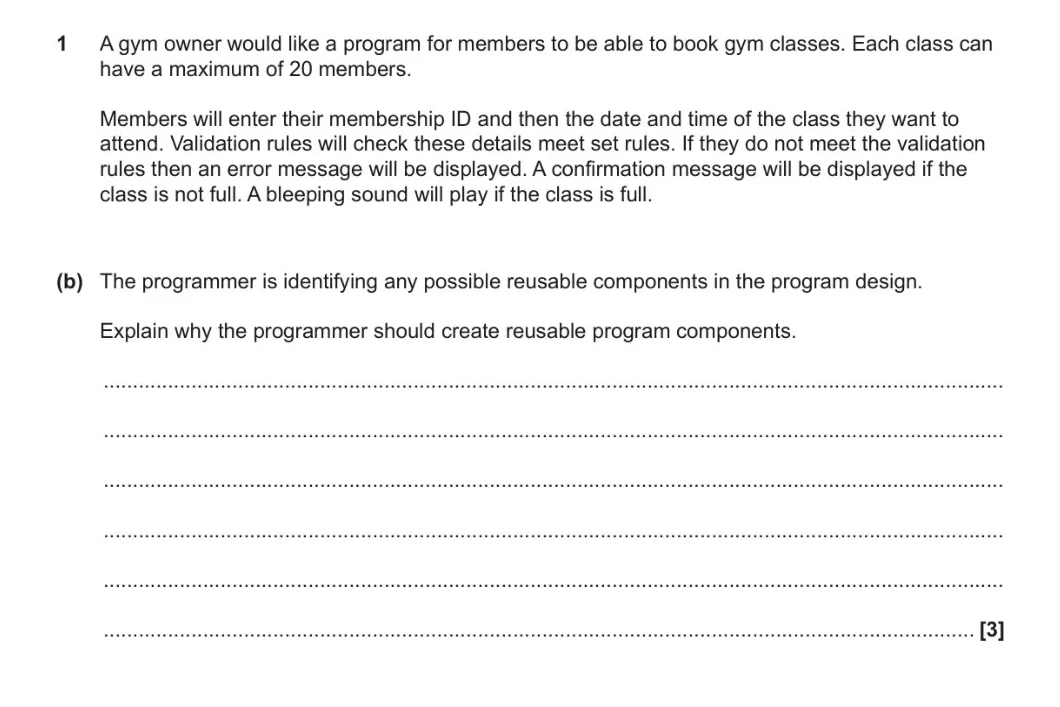 1 A gym owner would like a program for members to be able to book gym classes. Each class can
have a maximum of 20 members.
Members will enter their membership ID and then the date and time of the class they want to
attend. Validation rules will check these details meet set rules. If they do not meet the validation
rules then an error message will be displayed. A confirmation message will be displayed if the
class is not full. A bleeping sound will play if the class is full.
(b) The programmer is identifying any possible reusable components in the program design.
Explain why the programmer should create reusable program components.
[3]